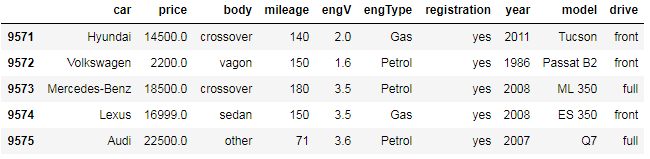 car price body mileage engV engType registration year model drive
9571 Hyundai 14500.0 crossover 140 2.0 Gas yes 2011 Tucson front
9572 Volkswagen 2200.0 vagon 150 1.6 Petrol yes 1986 Passat B2 front
9573 Mercedes-Benz 18500.0 crossover 180 3.5 Petrol yes 2008 ML 350 full
9574 Lexus 16999.0 sedan 150 3.5 Gas yes 2008 ES 350 front
9575 Audi 22500.0 other 71 3.6 Petrol yes 2007 Q7 full